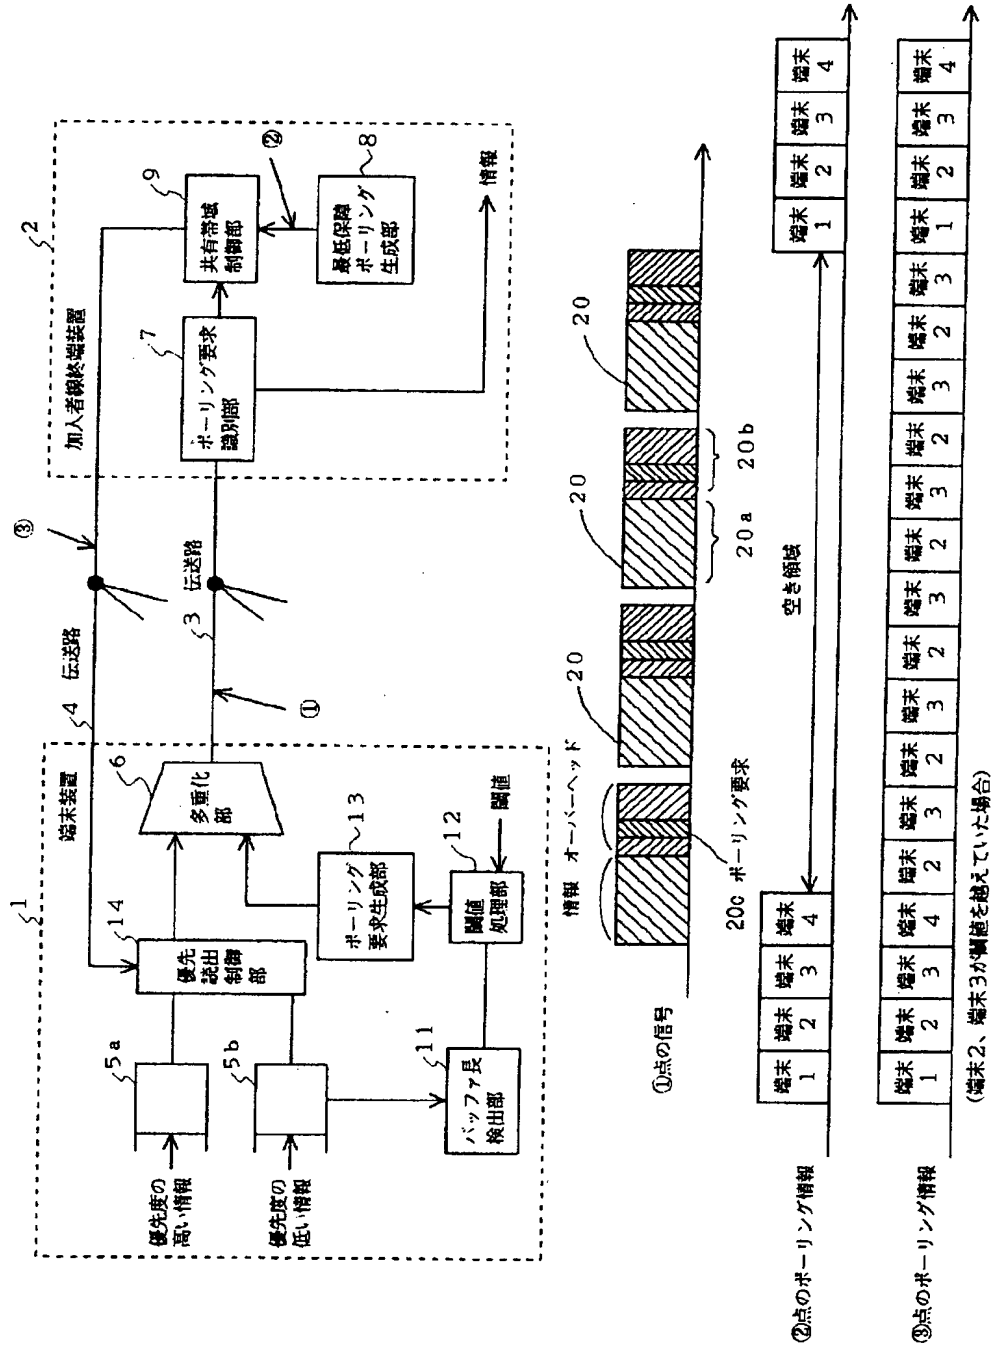 1
端末装置
優先度の
高い情報
5a
優先度の
低い情報
5b
14
優先
読出
制御
部
6
多重化
部
ポーリング
要求生成部
13
バッファ長
検出部
11
閾値
処理部
12
閾値
4
伝送路
3
伝送路
①
③
2
加入者線終端装置
7
ポーリング要求
識別部
9
共有帯域
制御部
②
最低保障
ポーリング
生成部
8
情報
①点の信号
情報
オーバーヘッド
20c
ポーリング要求
20
20
20
20a
20b
②点のポーリング情報
端末
1
端末
2
端末
3
端末
4
空き領域
端末
1
端末
2
端末
3
端末
4
③点のポーリング情報
端末
1
端末
2
端末
3
端末
4
端末
2
端末
3
端末
2
端末
3
端末
2
端末
3
端末
2
端末
3
端末
2
端末
3
端末
2
端末
3
端末
1
端末
2
端末
3
端末
4
(端末2、端末3が閾値を越えていた場合)